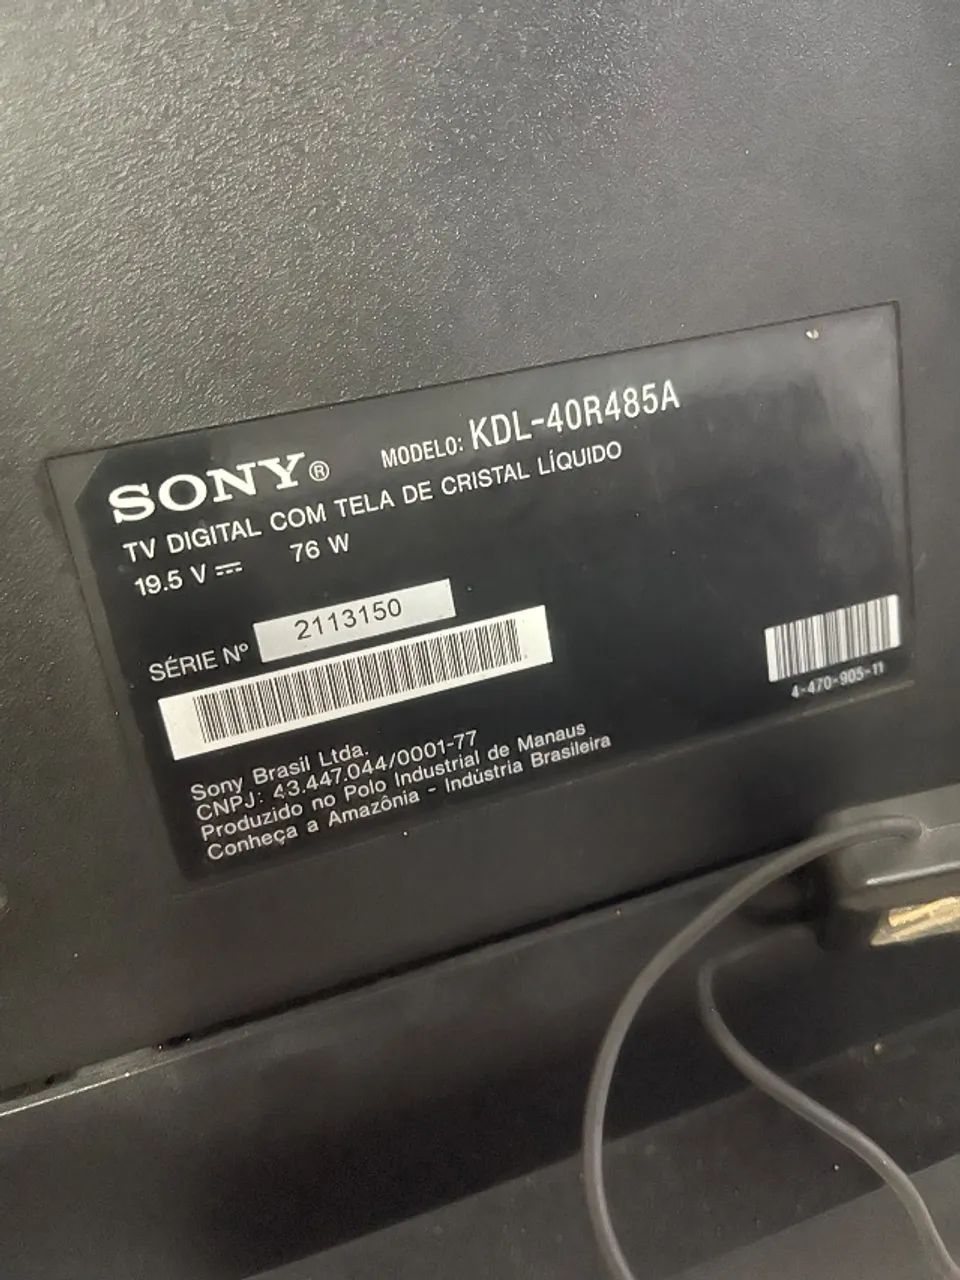 SONY® MODELO: KDL-40R485A
TV DIGITAL COM TELA DE CRISTAL LÍQUIDO
19.5 V ⎓ 76 W
SÉRIE Nº 2113150
4-470-905-11
Sony Brasil Ltda.
CNPJ: 43.447.044/0001-77
Produzido no Polo Industrial de Manaus
Conheça a Amazônia - Indústria Brasileira